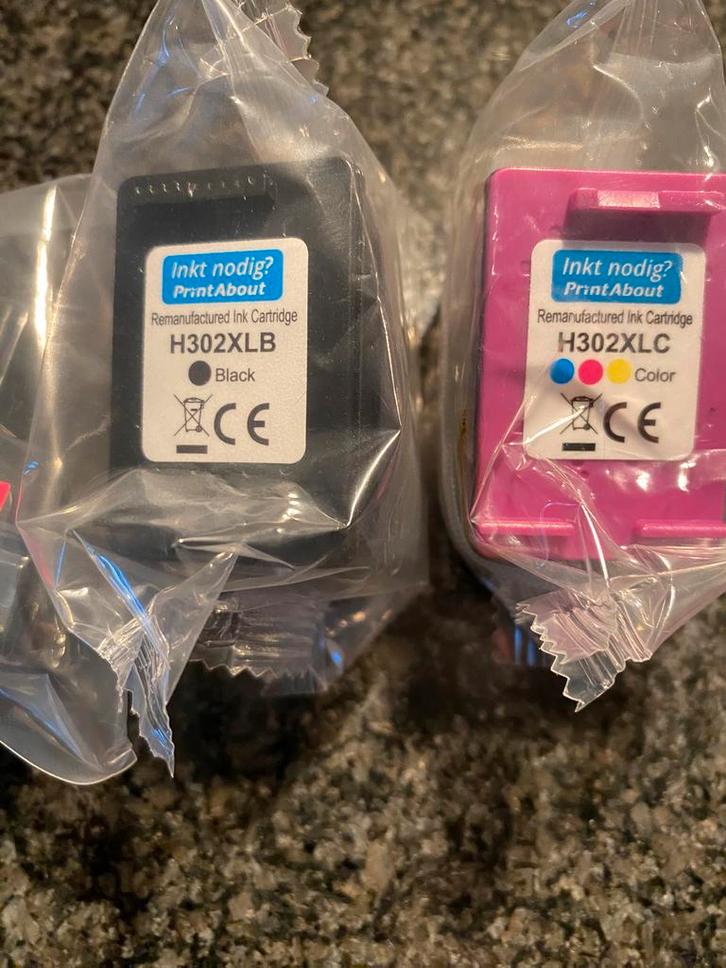 Inkt nodig?
PrintAbout
Remanufactured Ink Cartridge
H302XLB
Black
CE
Inkt nodig?
PrintAbout
Remanufactured Ink Cartridge
H302XLC
Color
CE